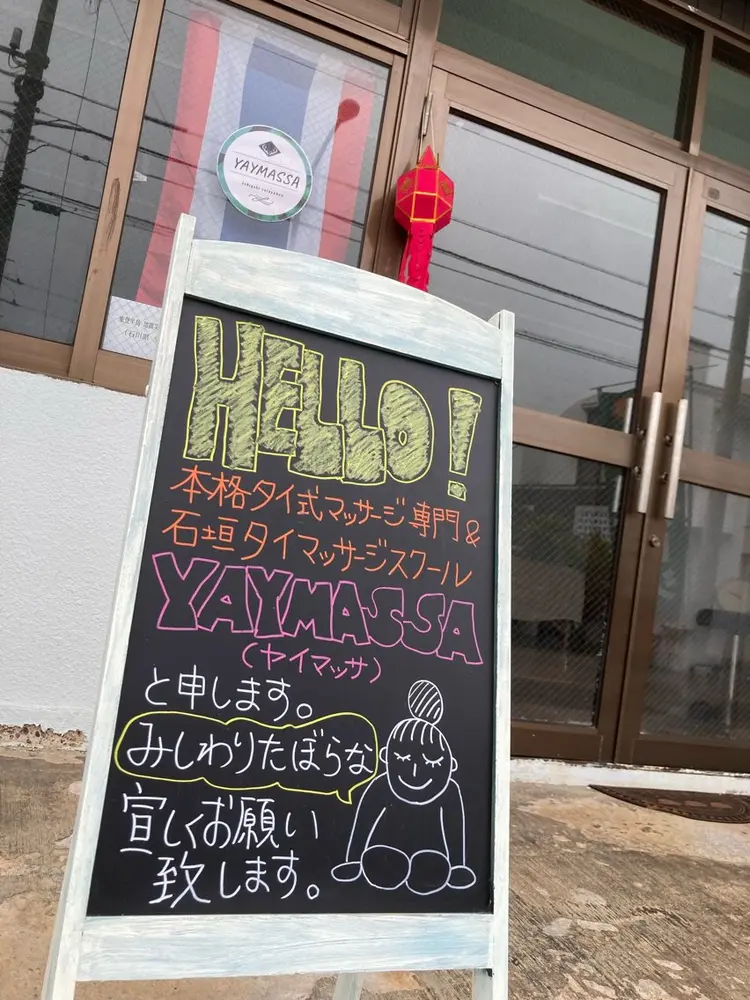 YAYMASSA
HELLO!
本格タイ式マッサージ専門&
石垣タイマッサージスクール
YAYMASSA
(ヤイマッサ)
と申します。
みしわりたぼらな
宜しくお願い
致します。